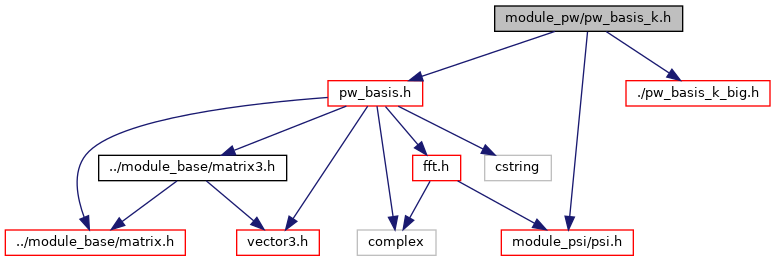 module_pw/pw_basis_k.h
pw_basis.h
./pw_basis_k_big.h
../module_base/matrix3.h
fft.h
cstring
../module_base/matrix.h
vector3.h
complex
module_psi/psi.h